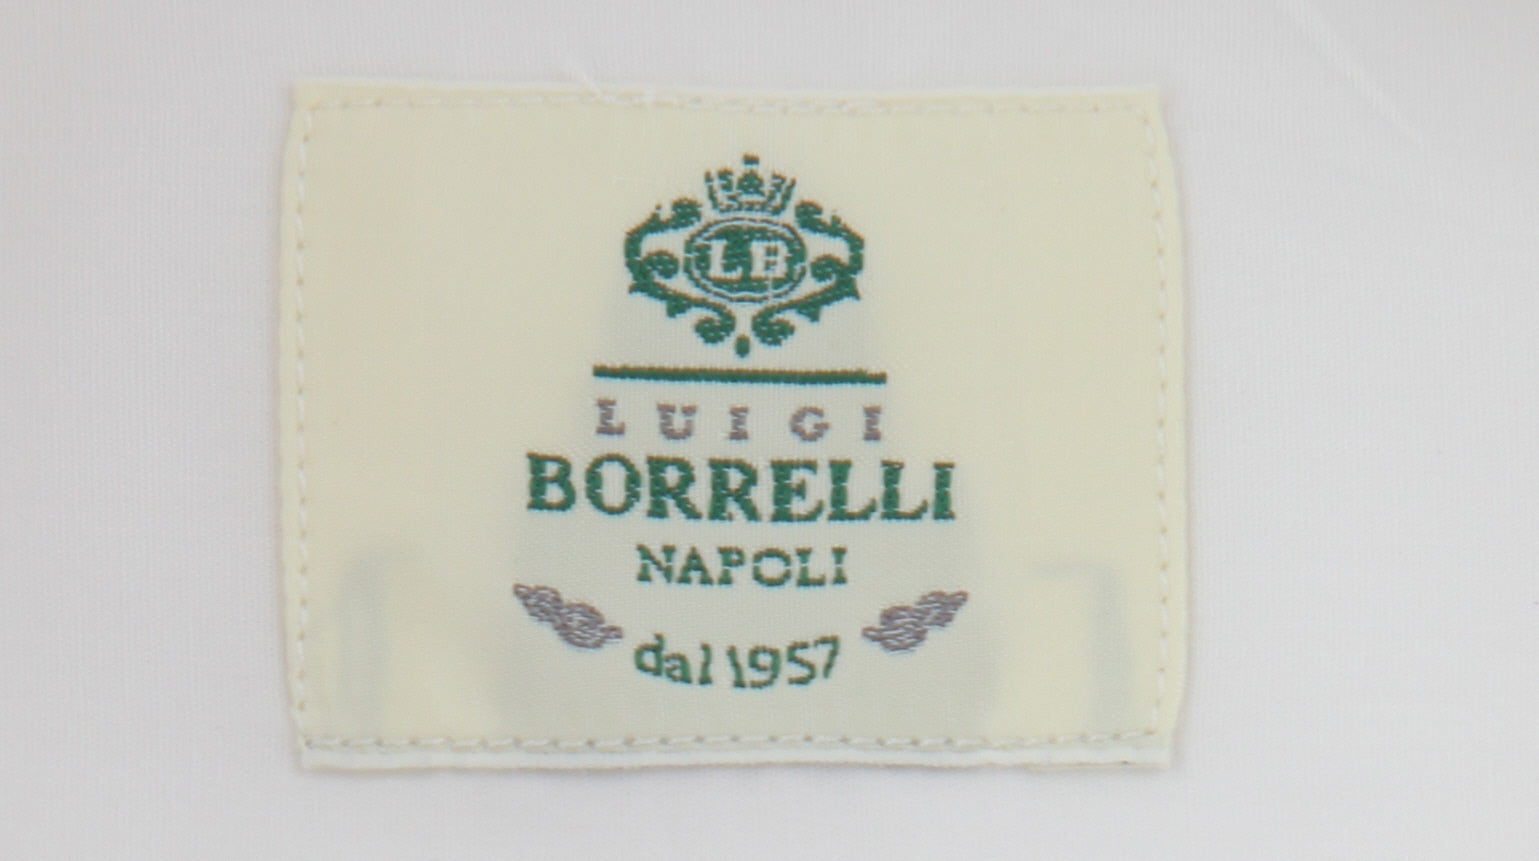 LB
LUIGI
BORRELLI
NAPOLI
dal 1957